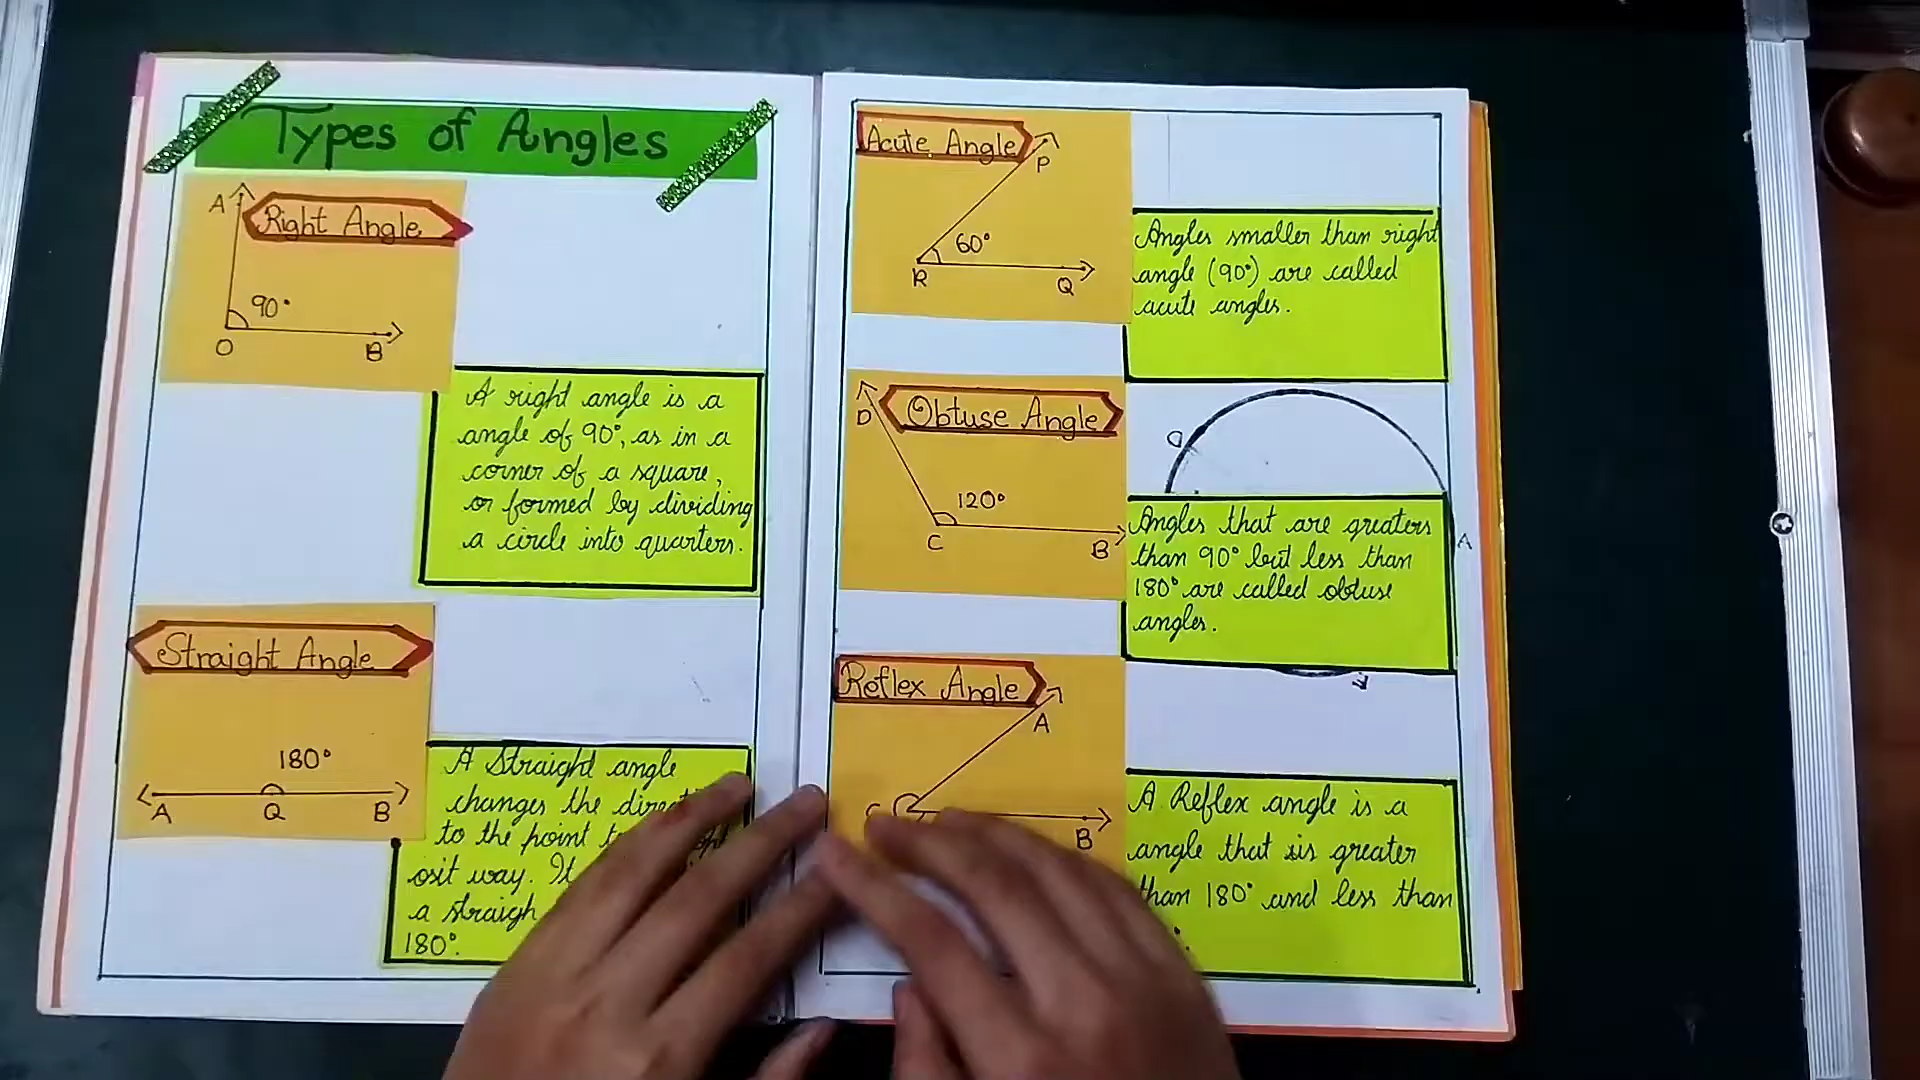 Types of Angles
A
Right Angle
90°
O
B
A right angle is a
angle of 90°, as in a
corner of a square,
or formed by dividing
a circle into quarters.
Straight Angle
180°
A
Q
B
A Straight angle
changes the
to the point
osit way. It
a straigh
180°.
Acute Angle
P
60°
R
Q
Angles smaller than right
angle (90°) are called
acute angles.
D
Obtuse Angle
120°
C
B
Angles that are greaters
than 90° but less than
180° are called obtuse
angles.
A
Reflex Angle
A
B
A Reflex angle is a
angle that is greater
than 180° and less than